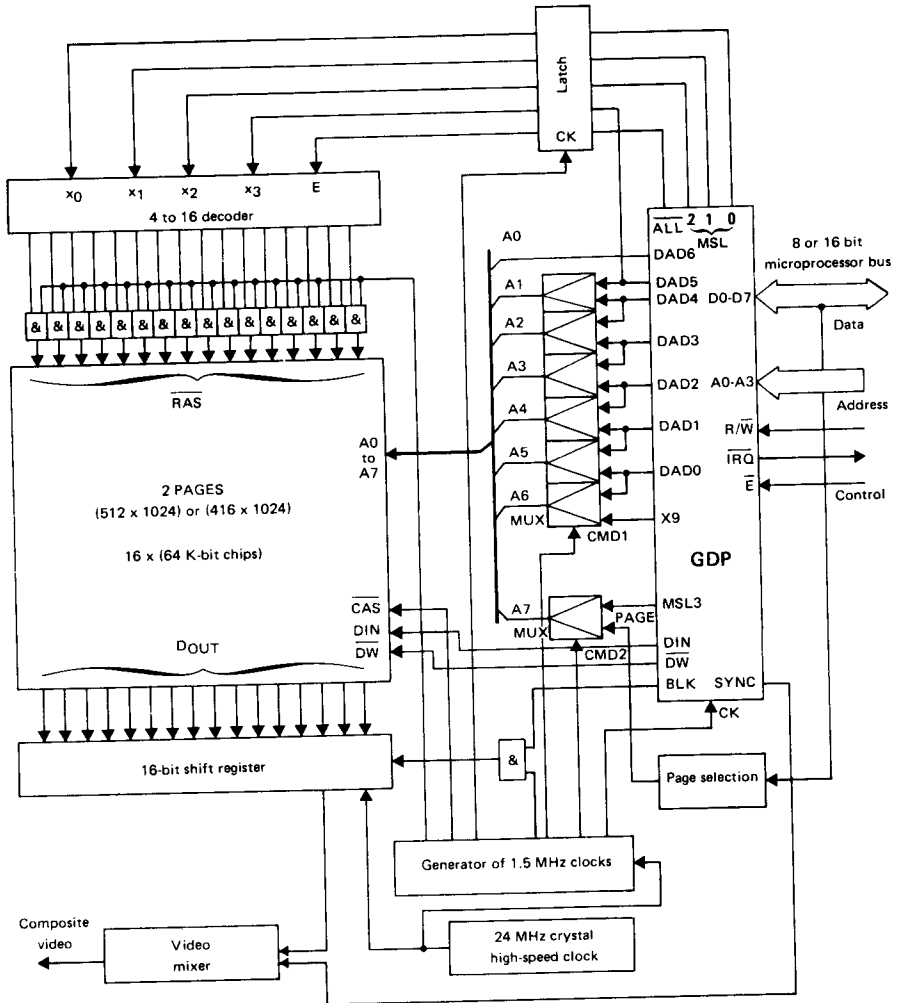 Latch
CK
x0 x1 x2 x3 E
4 to 16 decoder
ALL 2 1 0
MSL
8 or 16 bit
microprocessor bus
A0
DAD6
A1
DAD5
DAD4 D0-D7
Data
A2
DAD3
A3
DAD2 A0-A3
Address
A4
DAD1 R/W
A5
DAD0 IRQ
A6
E
Control
MUX
X9
CMD1
GDP
& & & & & & & & & & & & & & &
RAS
A0
to
A7
2 PAGES
(512 x 1024) or (416 x 1024)
16 x (64 K-bit chips)
A7
MSL3
PAGE
MUX
CMD2
CAS
DIN
DW
DOUT
DIN
DW
BLK SYNC
CK
16-bit shift register
&
Page selection
Generator of 1.5 MHz clocks
Composite
video
Video
mixer
24 MHz crystal
high-speed clock